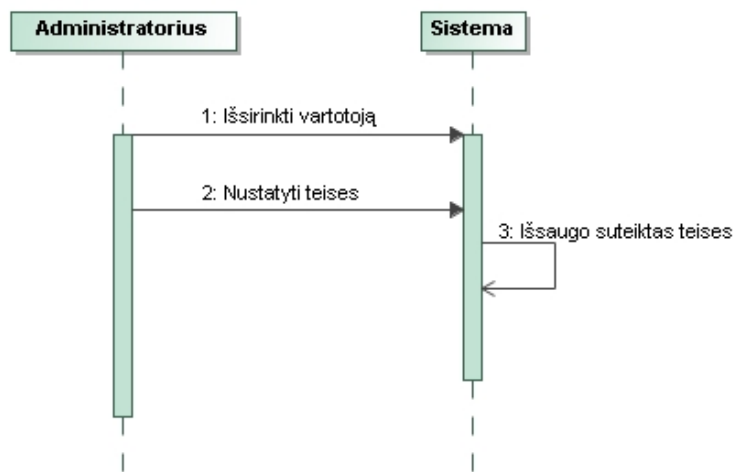 Administratorius
Sistema
1: Išsirinkti vartotoją
2: Nustatyti teises
3: Išsaugo suteiktas teises